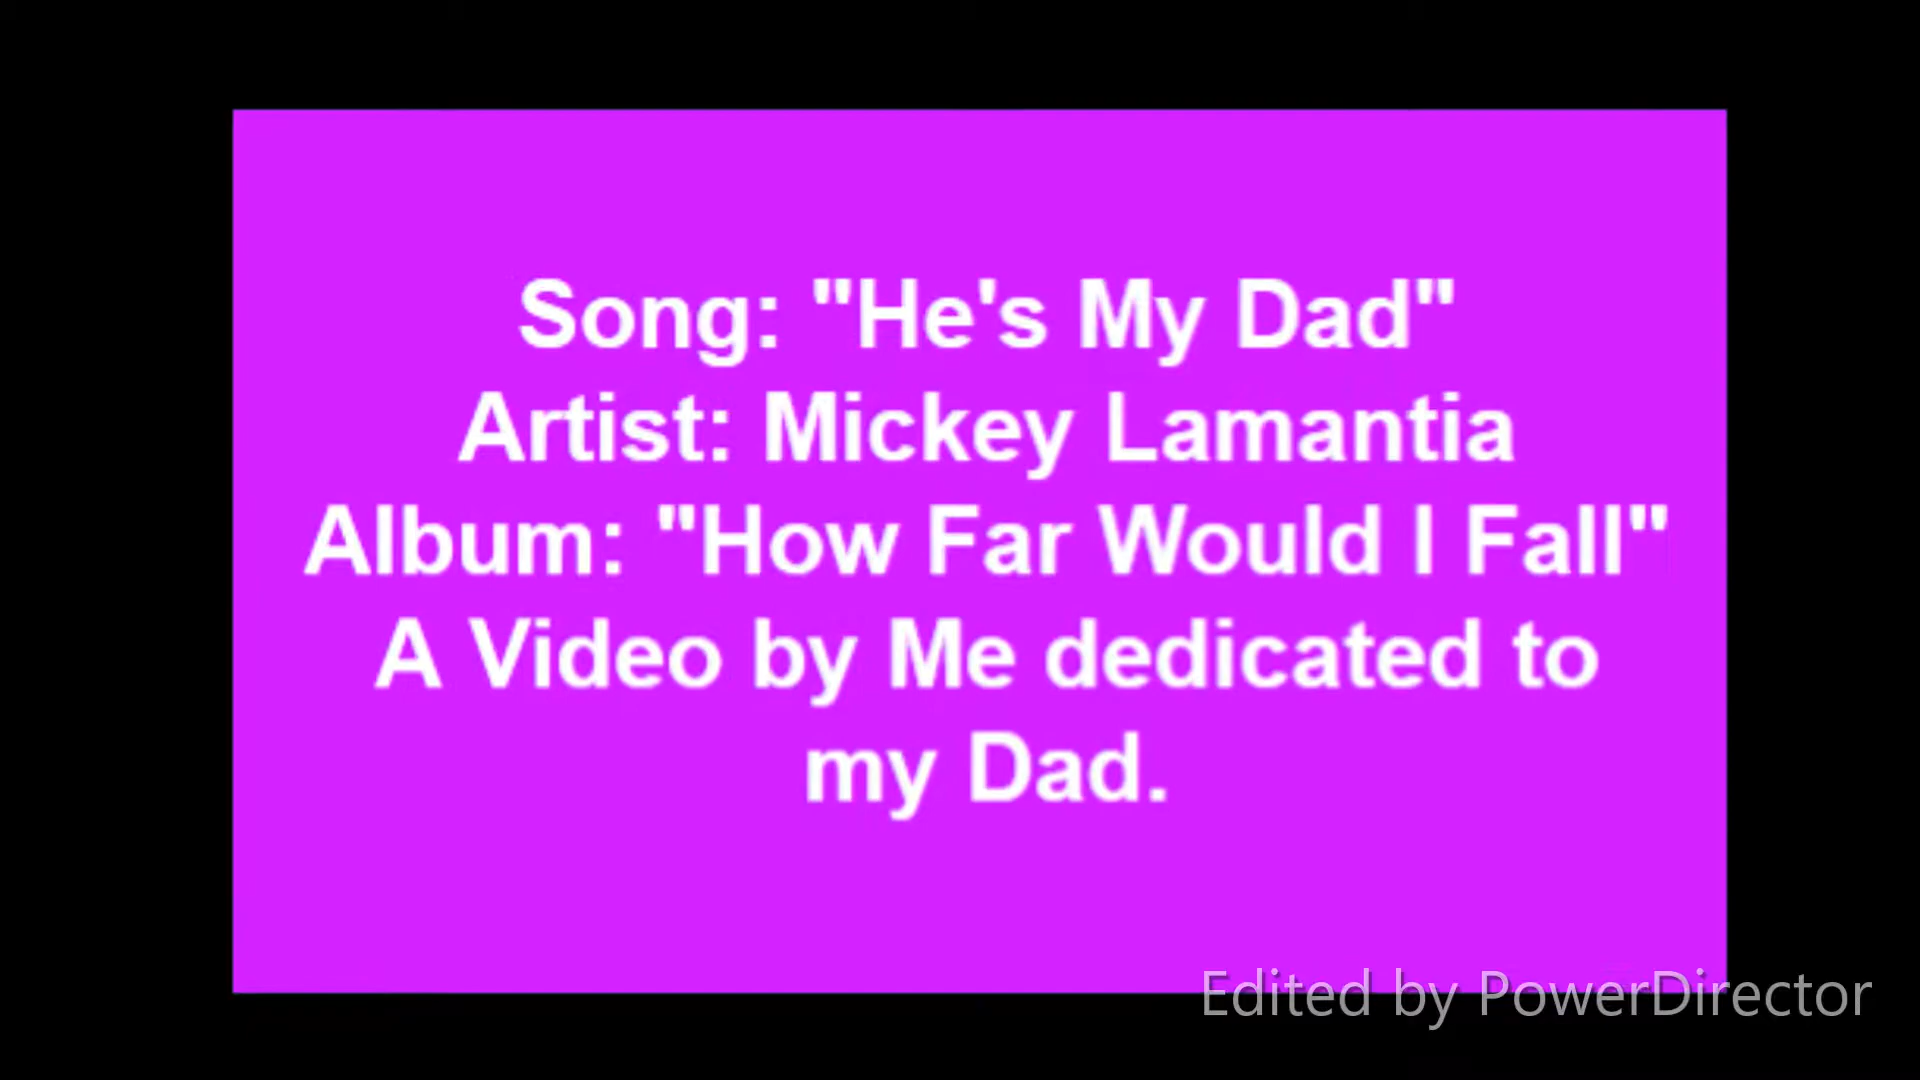 Song: "He's My Dad"
Artist: Mickey Lamantia
Album: "How Far Would I Fall"
A Video by Me dedicated to
my Dad.
Edited by PowerDirector